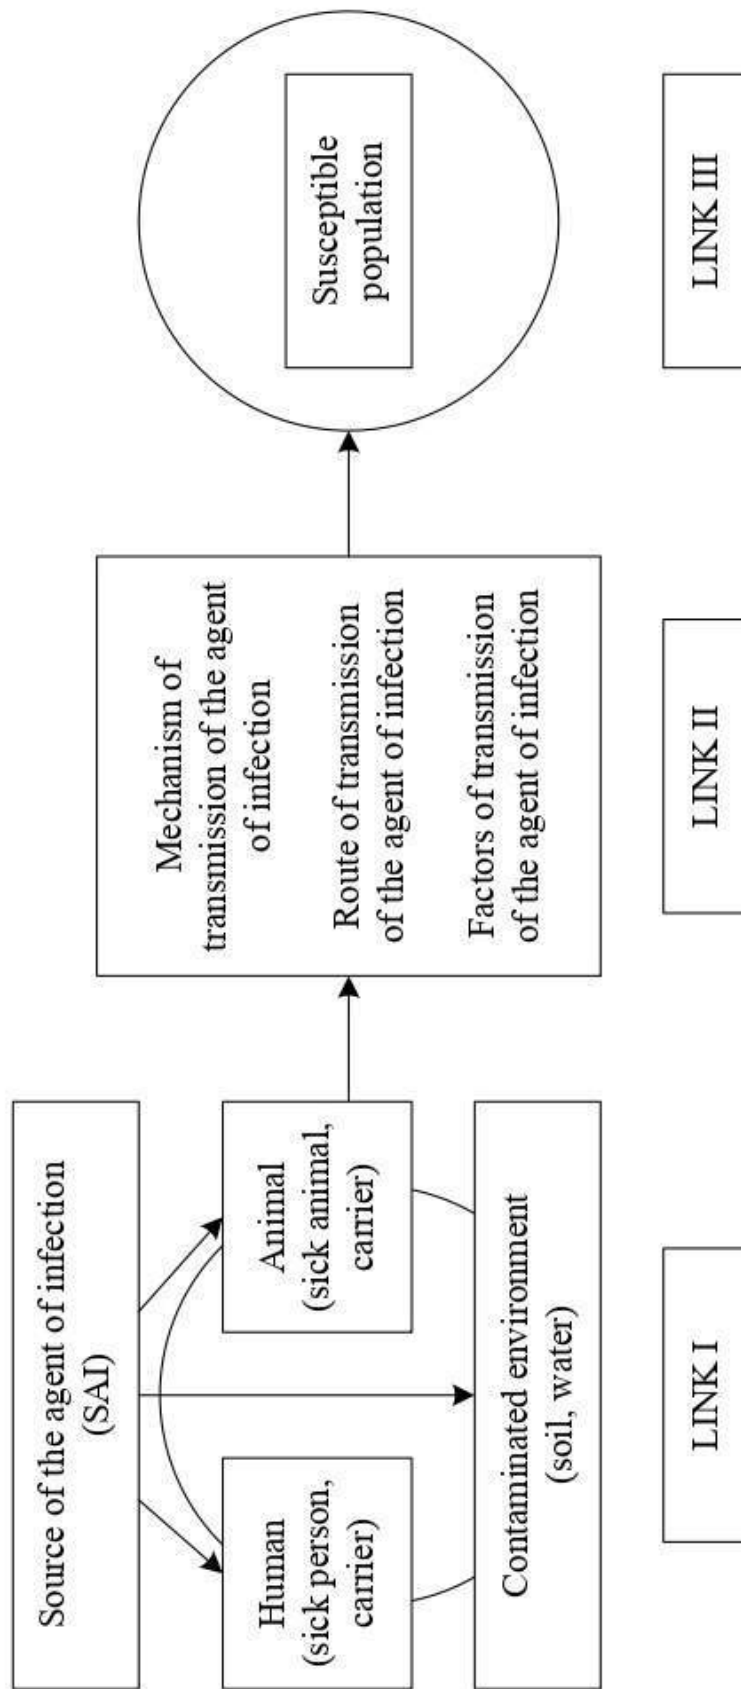 Source of the agent of infection
(SAI)
Human
(sick person,
carrier)
Animal
(sick animal,
carrier)
Contaminated environment
(soil, water)
LINK I
Mechanism of
transmission of the agent
of infection
Route of transmission
of the agent of infection
Factors of transmission
of the agent of infection
LINK II
Susceptible
population
LINK III